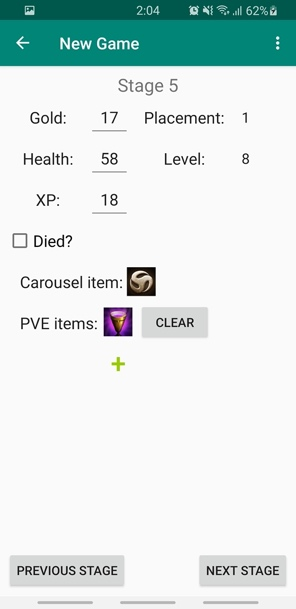 2:04 62%
New Game
Stage 5
Gold: 17 Placement: 1
Health: 58 Level: 8
XP: 18
Died?
Carousel item:
PVE items: CLEAR
+
PREVIOUS STAGE NEXT STAGE